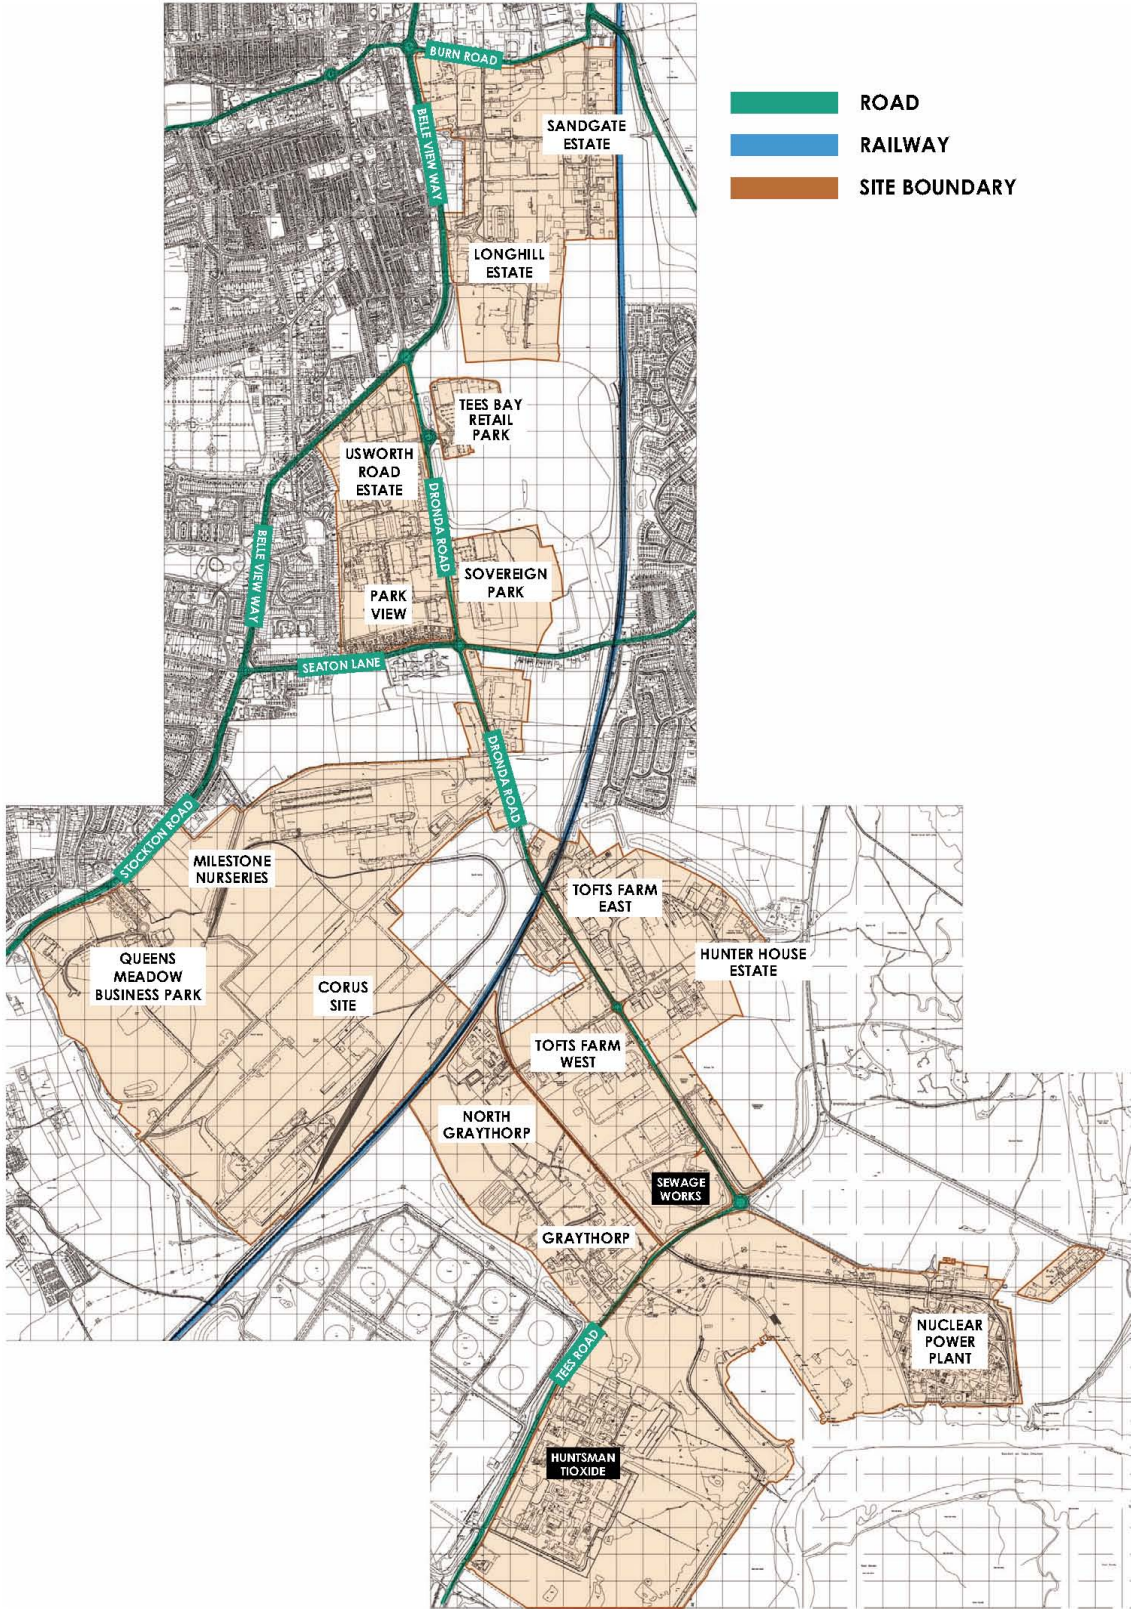 BURN ROAD
ROAD
RAILWAY
SITE BOUNDARY
BELLE VIEW WAY
SANDGATE
ESTATE
LONGHILL
ESTATE
TEES BAY
RETAIL
PARK
USWORTH
ROAD
ESTATE
DRONDA ROAD
BELLE VIEW WAY
SOVEREIGN
PARK
PARK
VIEW
SEATON LANE
DRONDA ROAD
STOCKTON ROAD
MILESTONE
NURSERIES
TOFTS FARM
EAST
QUEENS
MEADOW
BUSINESS PARK
CORUS
SITE
HUNTER HOUSE
ESTATE
TOFTS FARM
WEST
NORTH
GRAYTHORP
SEWAGE
WORKS
GRAYTHORP
NUCLEAR
POWER
PLANT
TEES ROAD
HUNTSMAN
TIOXIDE